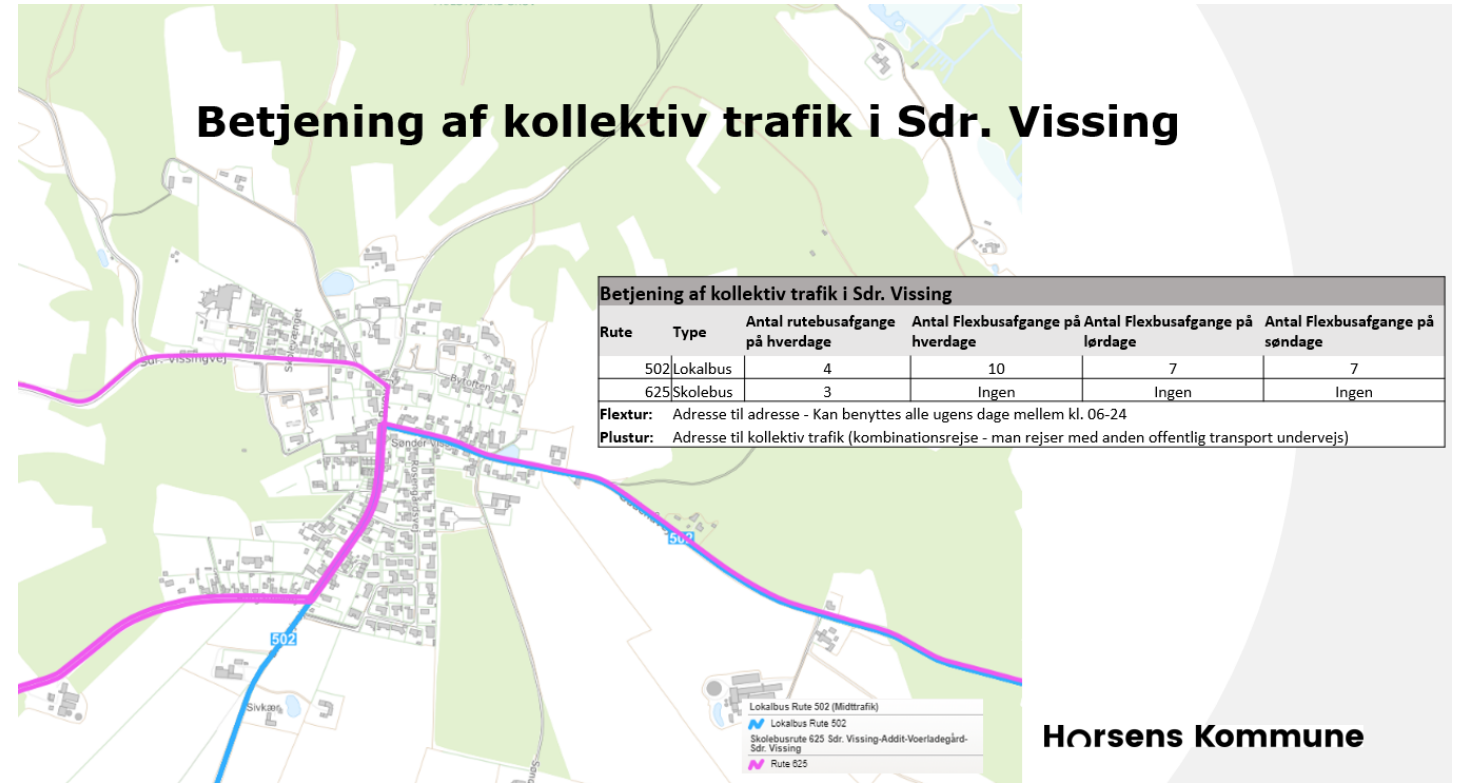 Betjening af kollektiv trafik i Sdr. Vissing
Betjening af kollektiv trafik i Sdr. Vissing
Rute Type Antal rutebusafgange på hverdage Antal Flexbusafgange på hverdage Antal Flexbusafgange på lørdage Antal Flexbusafgange på søndage
502 Lokalbus 4 10 7 7
625 Skolebus 3 Ingen Ingen Ingen
Flextur: Adresse til adresse - Kan benyttes alle ugens dage mellem kl. 06-24
Plustur: Adresse til kollektiv trafik (kombinationsrejse - man rejser med anden offentlig transport undervejs)
Skolevænget
Sdr. Vissingvej
Bytoften
Rosengårdsvej
502
502
Sivkær
Lokalbus Rute 502 (Midttrafik)
Lokalbus Rute 502
Skolebusrute 625 Sdr. Vissing-Addit-Voerladegård-
Sdr. Vissing
Rute 625
Horsens Kommune